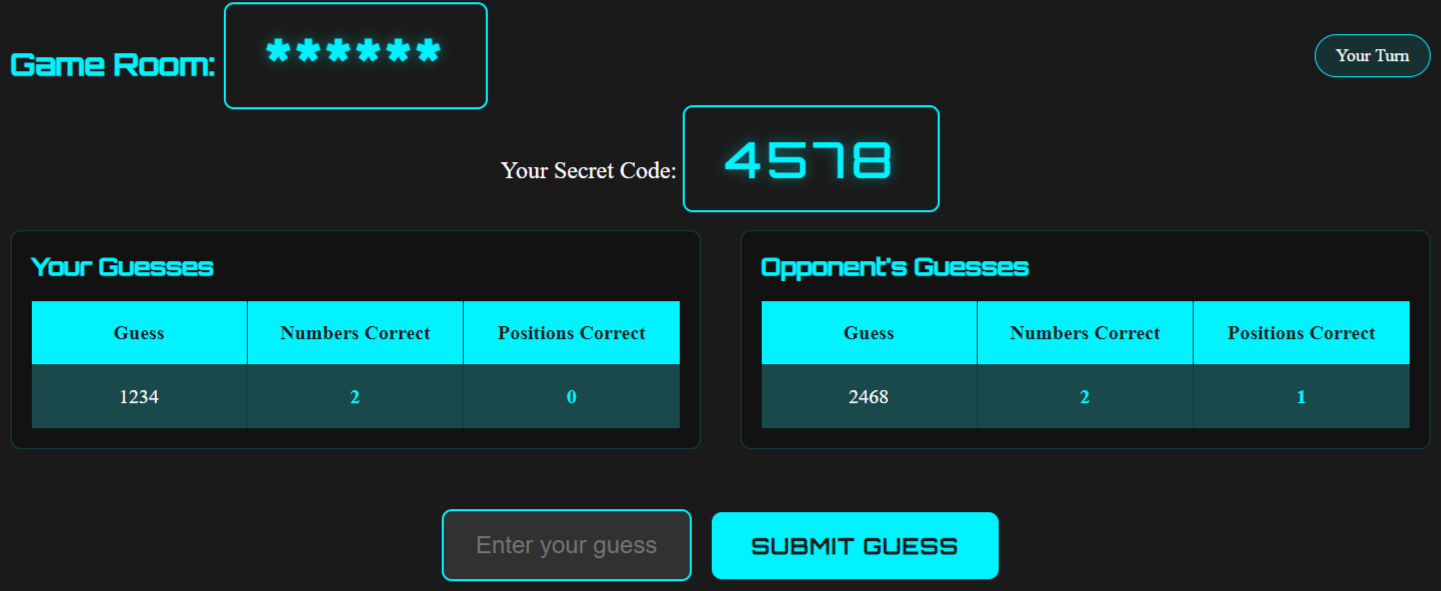 Game Room: ******
Your Turn
Your Secret Code: 4578
Your Guesses
Guess Numbers Correct Positions Correct
1234 2 0
Opponent's Guesses
Guess Numbers Correct Positions Correct
2468 2 1
Enter your guess
SUBMIT GUESS